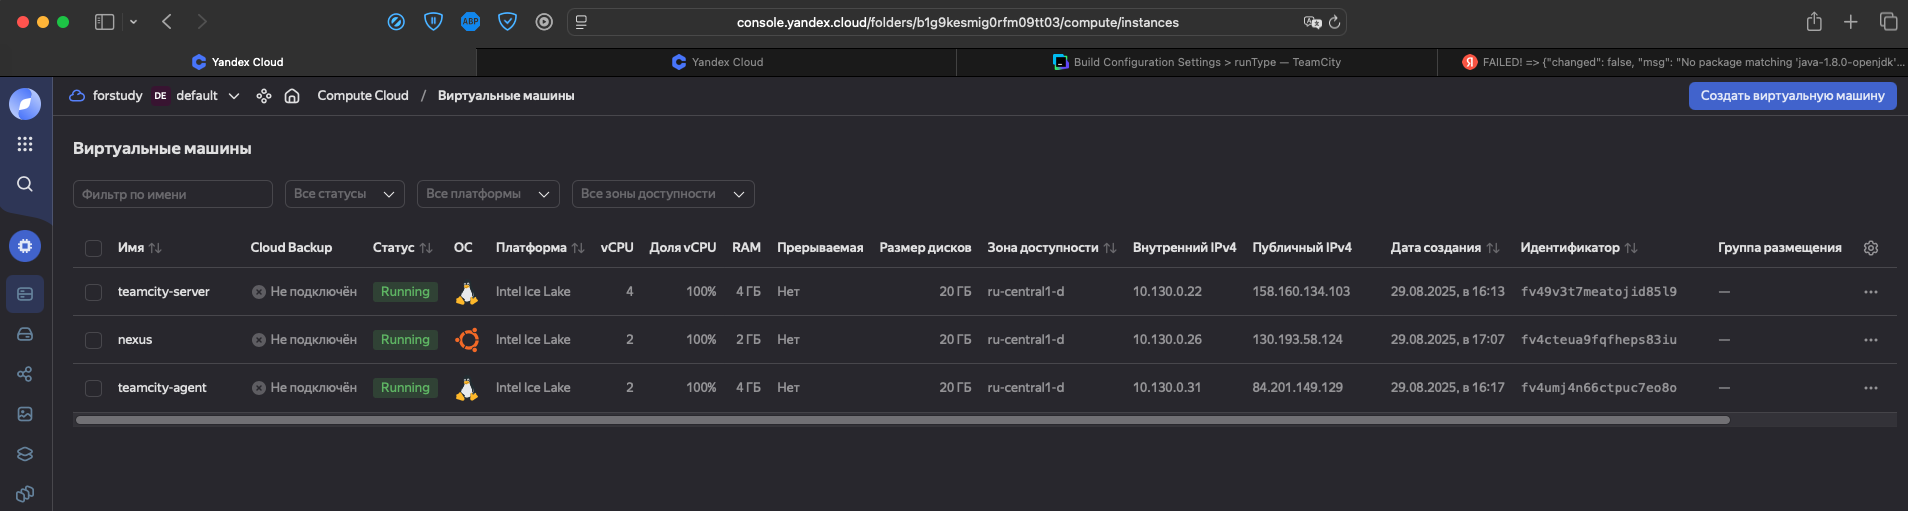 console.yandex.cloud/folders/b1g9kesmig0rfm09tt03/compute/instances
Yandex Cloud
Yandex Cloud
Build Configuration Settings > runType — TeamCity
FAILED! => {"changed": false, "msg": "No package matching 'java-1.8.0-openjdk'...
forstudy DE default Compute Cloud / Виртуальные машины Создать виртуальную машину
Виртуальные машины
Фильтр по имени Все статусы Все платформы Все зоны доступности
Имя Cloud Backup Статус ОС Платформа vCPU Доля vCPU RAM Прерываемая Размер дисков Зона доступности Внутренний IPv4 Публичный IPv4 Дата создания Идентификатор Группа размещения
teamcity-server Не подключён Running Intel Ice Lake 4 100% 4 ГБ Нет 20 ГБ ru-central1-d 10.130.0.22 158.160.134.103 29.08.2025, в 16:13 fv49v3t7meatojid85l9 —
nexus Не подключён Running Intel Ice Lake 2 100% 2 ГБ Нет 20 ГБ ru-central1-d 10.130.0.26 130.193.58.124 29.08.2025, в 17:07 fv4cteua9fqfheps83iu —
teamcity-agent Не подключён Running Intel Ice Lake 2 100% 4 ГБ Нет 20 ГБ ru-central1-d 10.130.0.31 84.201.149.129 29.08.2025, в 16:17 fv4umj4n66ctpuc7eo8o —